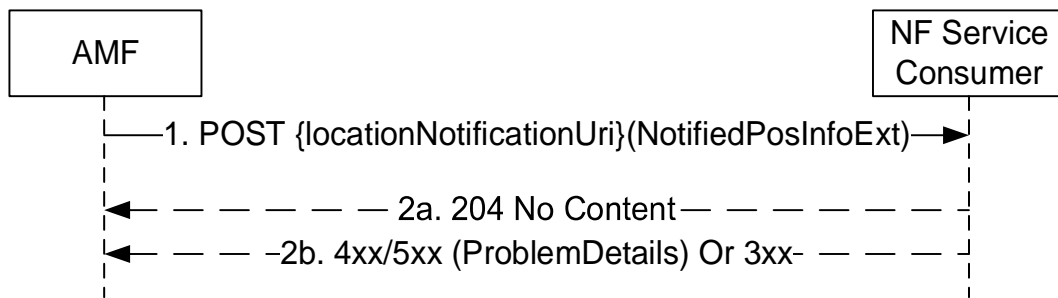 AMF
NF Service
Consumer
1. POST {locationNotificationUri}(NotifiedPosInfoExt)
2a. 204 No Content
2b. 4xx/5xx (ProblemDetails) Or 3xx